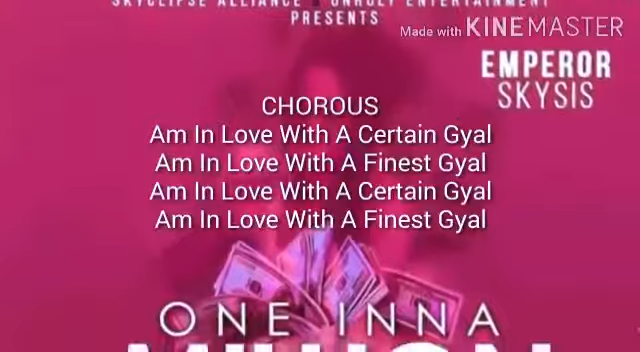 SKYCLIPSE ALLIANCE & UNRULY ENTERTAINMENT
PRESENTS
Made with KINEMASTER
EMPEROR
SKYSIS
CHOROUS
Am In Love With A Certain Gyal
Am In Love With A Finest Gyal
Am In Love With A Certain Gyal
Am In Love With A Finest Gyal
ONE INNA
MILLION